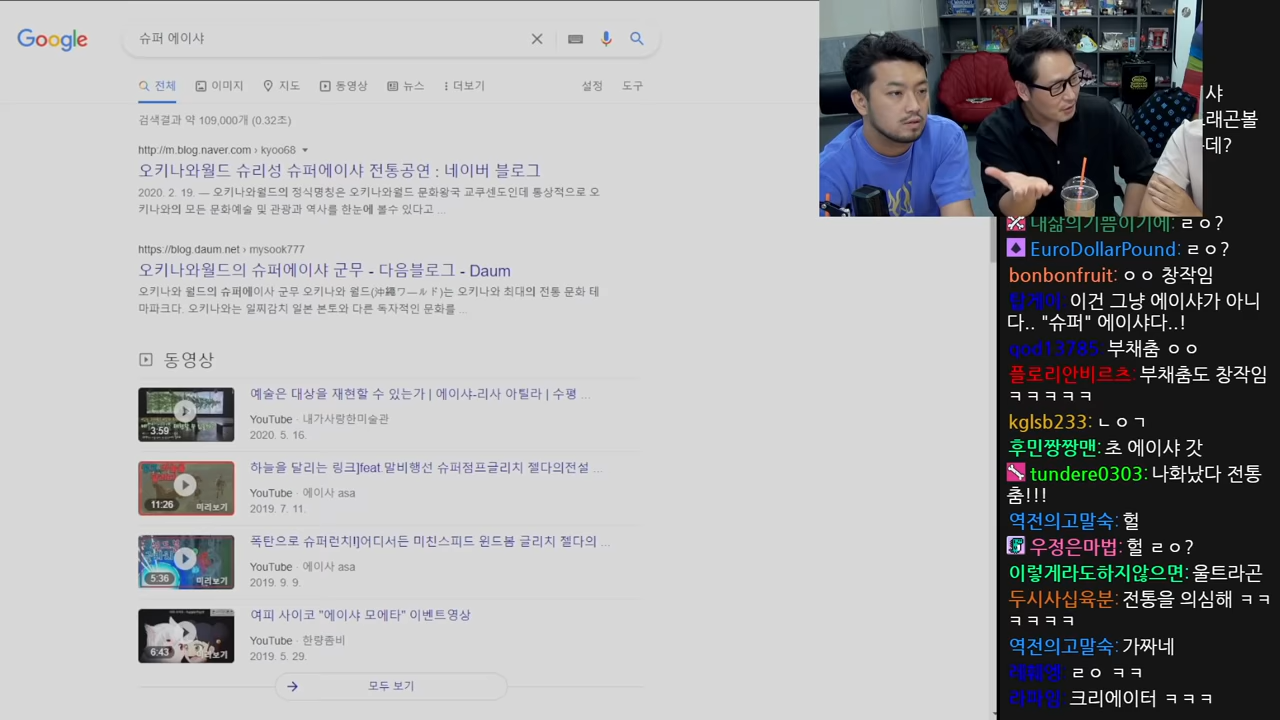 Google
슈퍼 에이샤
전체 이미지 지도 동영상 뉴스 더보기 설정 도구
검색결과 약 109,000개 (0.32초)
http://m.blog.naver.com › kyoo68
오키나와월드 슈리성 슈퍼에이샤 전통공연 : 네이버 블로그
2020. 2. 19. — 오키나와월드의 정식명칭은 오키나와월드 문화왕국 교쿠센도인데 통상적으로 오
키나와의 모든 문화예술 및 관광과 역사를 한눈에 볼수 있다고 ...
https://blog.daum.net › mysook777
오키나와월드의 슈퍼에이샤 군무 - 다음블로그 - Daum
오키나와 월드의 슈퍼에이사 군무 오키나와 월드(沖縄ワールド)는 오키나와 최대의 전통 문화 테
마파크다. 오키나와는 일찌감치 일본 본토와 다른 독자적인 문화를 ...
동영상
예술은 대상을 재현할 수 있는가 | 에이샤-리사 아틸라 | 수평 ...
YouTube · 내가사랑한미술관
2020. 5. 16.
3:59
하늘을 달리는 링크]feat.말비행선 슈퍼점프글리치 젤다의전설 ...
YouTube · 에이사 asa
2019. 7. 11.
11:26 미리보기
폭탄으로 슈퍼런치!]어디서든 미친스피드 윈드봄 글리치 젤다의 ...
YouTube · 에이사 asa
2019. 9. 9.
5:36 미리보기
여피 사이코 "에이샤 모에타" 이벤트영상
YouTube · 한량좀비
2019. 5. 29.
6:43
모두 보기
샤
래곤볼
데?
내삶의기쁨이기에: ㄹㅇ?
EuroDollarPound: ㄹㅇ?
bonbonfruit: ㅇㅇ 창작임
탑게이: 이건 그냥 에이샤가 아니
다.. "슈퍼" 에이샤다..!
qod13785: 부채춤 ㅇㅇ
플로리안비르츠: 부채춤도 창작임
ㅋㅋㅋㅋㅋ
kglsb233: ㄴㅇㄱ
후민짱짱맨: 초 에이샤 갓
tundere0303: 나화났다 전통
춤!!!
역전의고말숙: 헐
우정은마법: 헐 ㄹㅇ?
이렇게라도하지않으면: 울트라곤
두시사십육분: 전통을 의심해 ㅋㅋ
ㅋㅋㅋㅋ
역전의고말숙: 가짜네
ㄹㅇ ㅋㅋ
라파임: 크리에이터 ㅋㅋㅋ